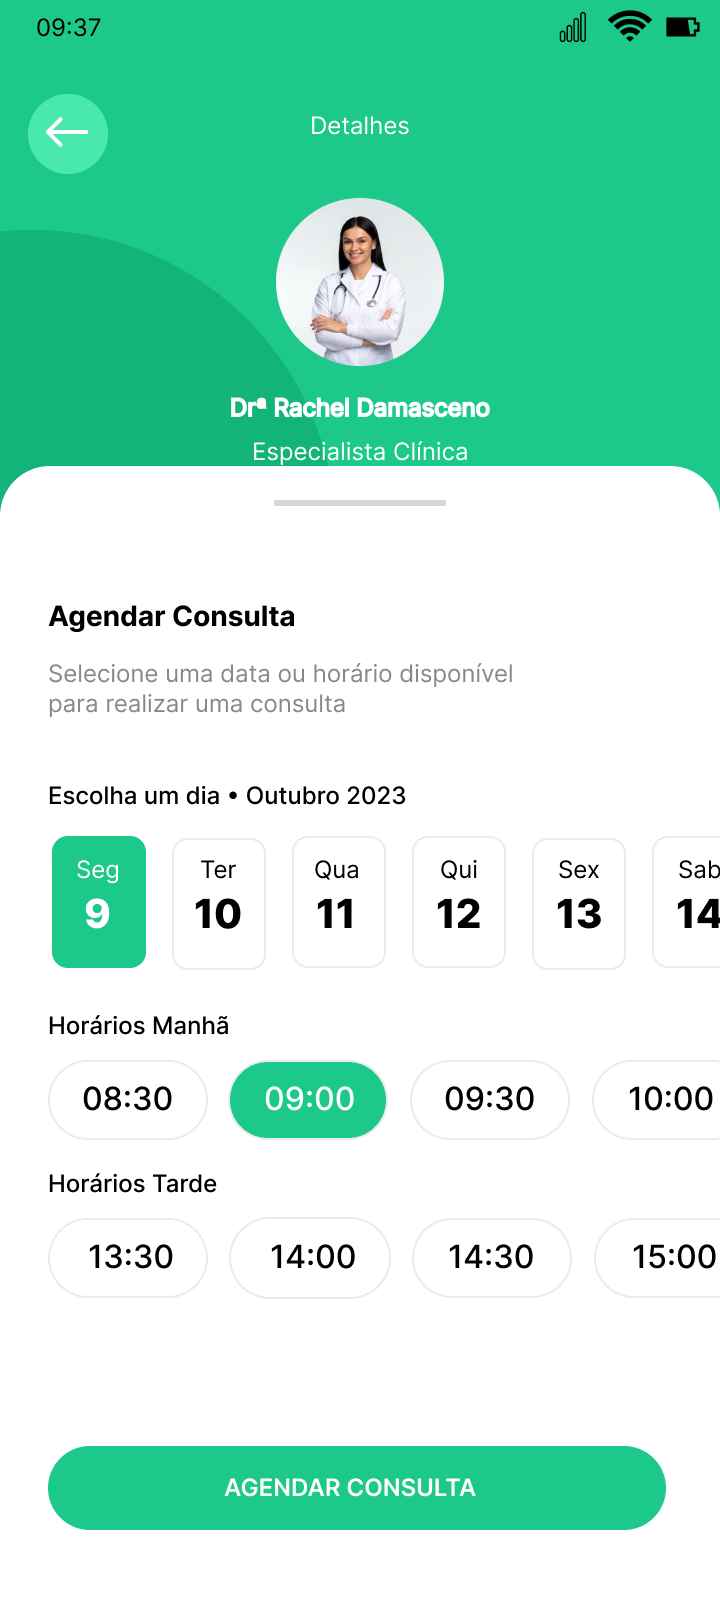 09:37
Detalhes
Drª Rachel Damasceno
Especialista Clínica
Agendar Consulta
Selecione uma data ou horário disponível
para realizar uma consulta
Escolha um dia • Outubro 2023
Seg Ter Qua Qui Sex Sab
9 10 11 12 13 14
Horários Manhã
08:30 09:00 09:30 10:00
Horários Tarde
13:30 14:00 14:30 15:00
AGENDAR CONSULTA